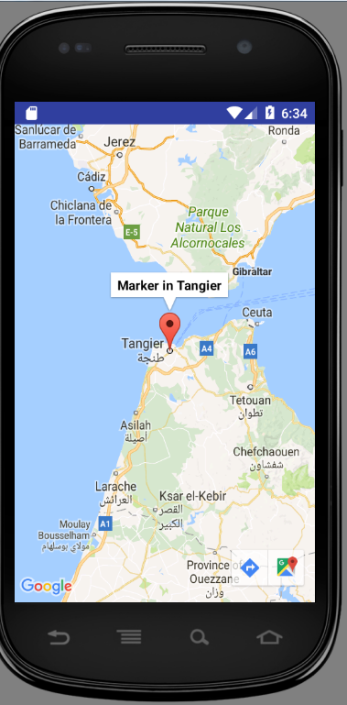 6:34
Sanlúcar de
Barrameda
Jerez
Ronda
Cádiz
Chiclana de
la Frontera
E-5
Parque
Natural Los
Alcornocales
Gibraltar
Marker in Tangier
Ceuta
Tangier
طنجة
A4
A6
Tetouan
تطوان
Asilah
أصيلة
Chefchaouen
شفشاون
Larache
العرائش
Ksar el-Kebir
القصر
الكبير
Moulay
Bousselham
مولاي بوسلهام
A1
Province of
Ouezzane
وزان
Google